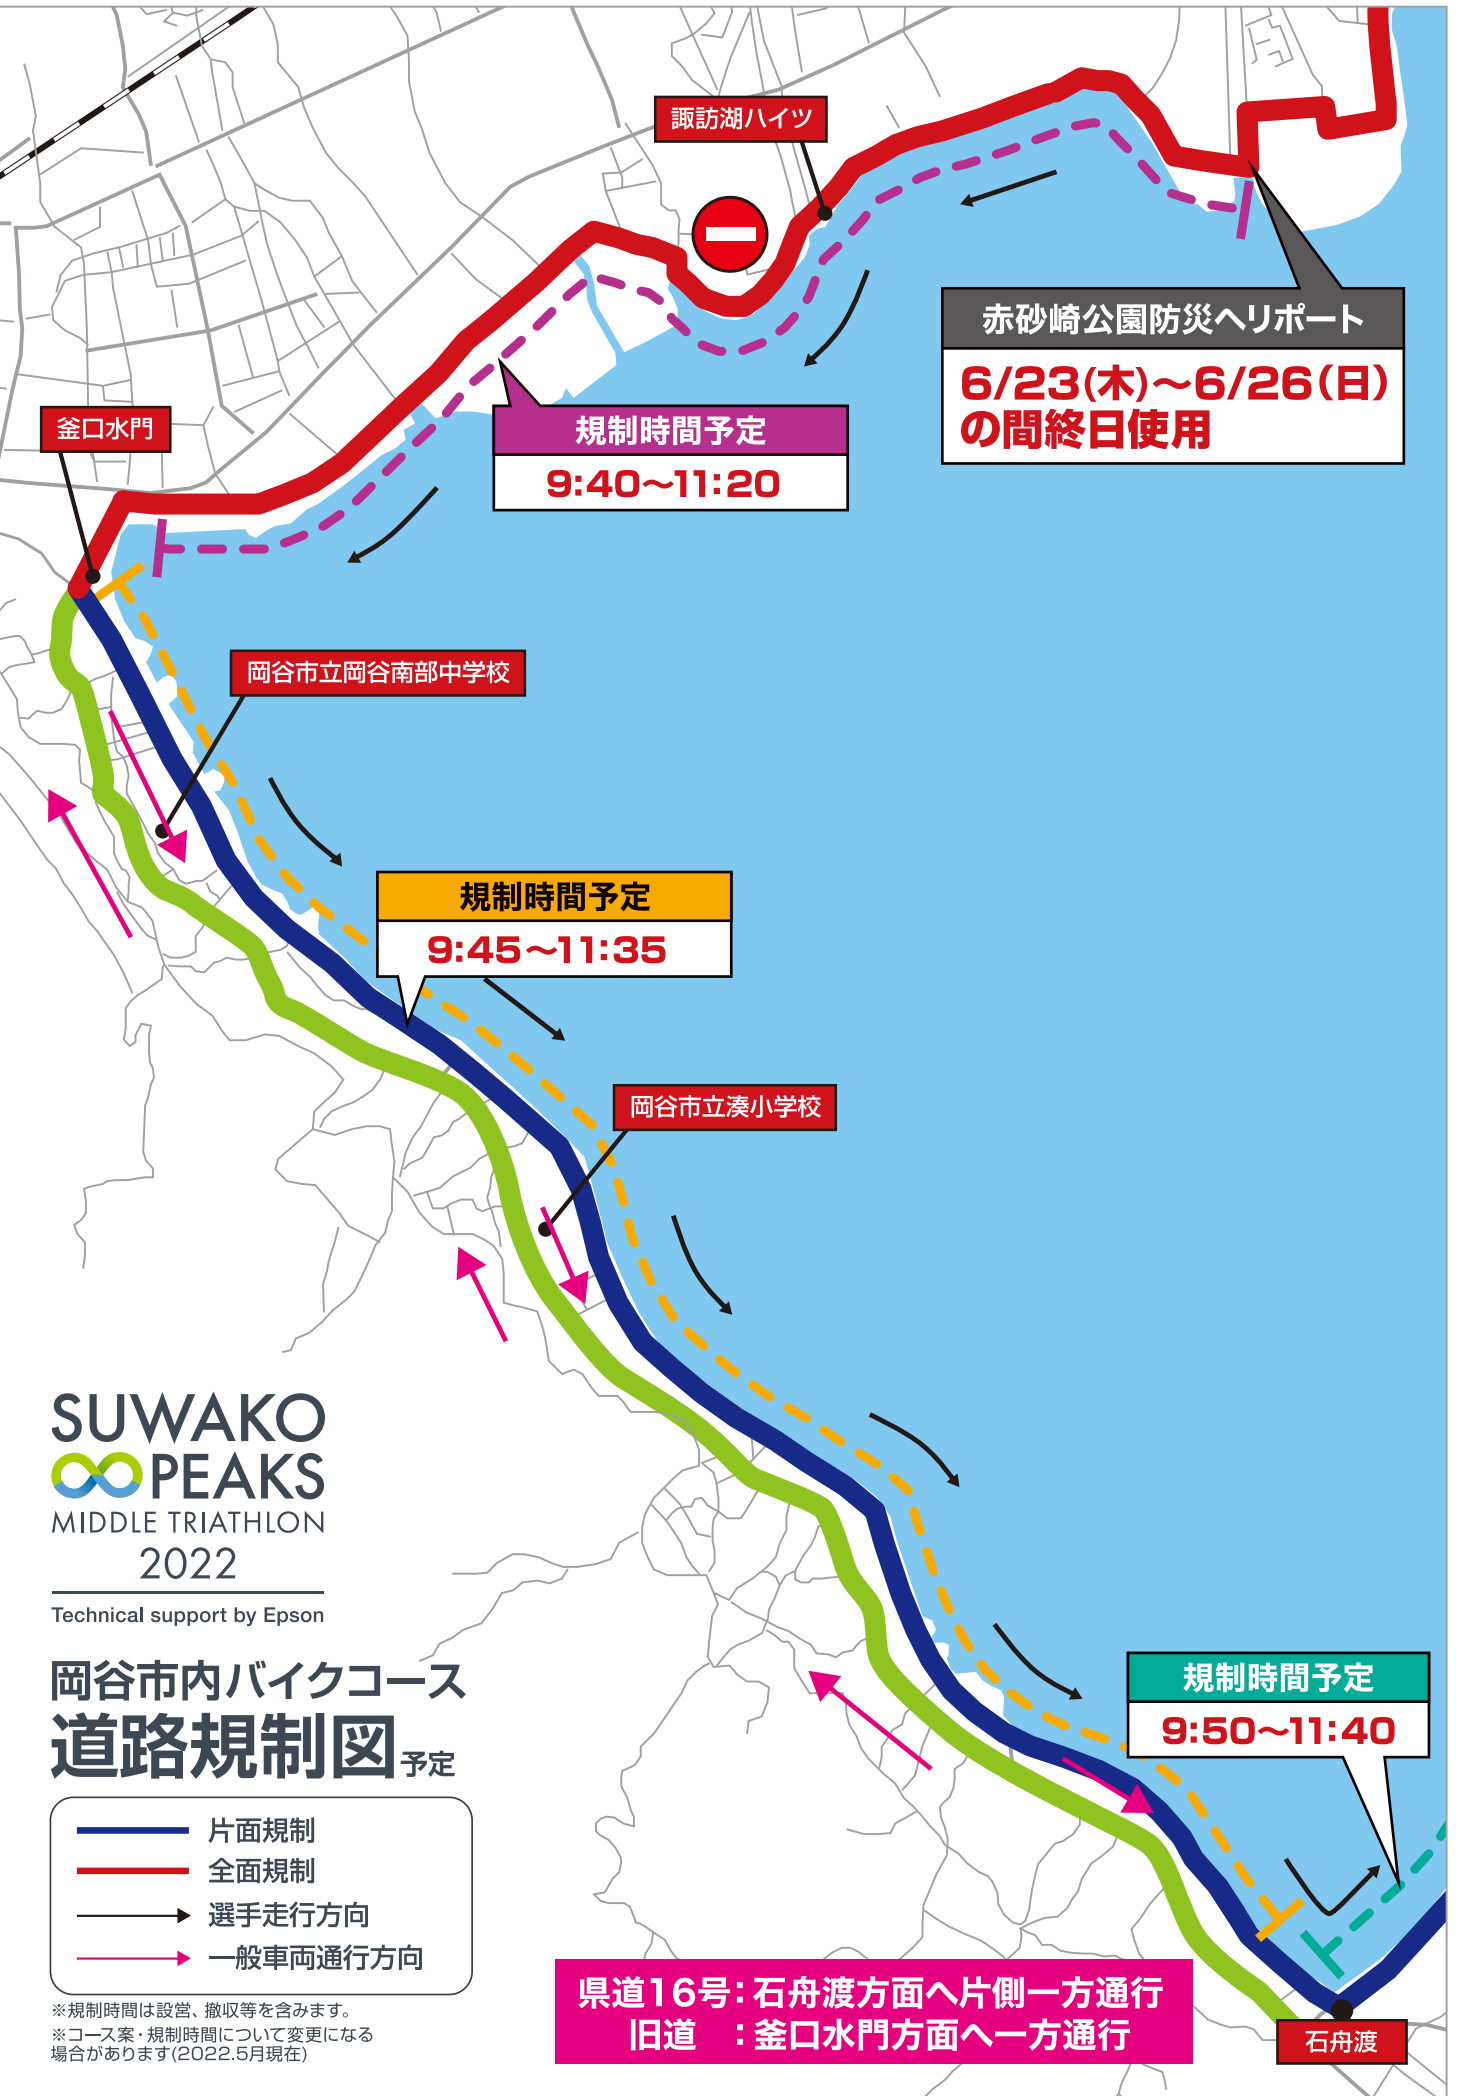 諏訪湖ハイツ
赤砂崎公園防災ヘリポート
6/23(木)～6/26(日)
の間終日使用
釜口水門
規制時間予定
9:40～11:20
岡谷市立岡谷南部中学校
規制時間予定
9:45～11:35
岡谷市立湊小学校
SUWAKO
PEAKS
MIDDLE TRIATHLON
2022
Technical support by Epson
岡谷市内バイクコース
道路規制図予定
片面規制
全面規制
選手走行方向
一般車両通行方向
※規制時間は設営、撤収等を含みます。
※コース案・規制時間について変更になる
場合があります(2022.5月現在)
規制時間予定
9:50～11:40
県道16号:石舟渡方面へ片側一方通行
旧道 :釜口水門方面へ一方通行
石舟渡